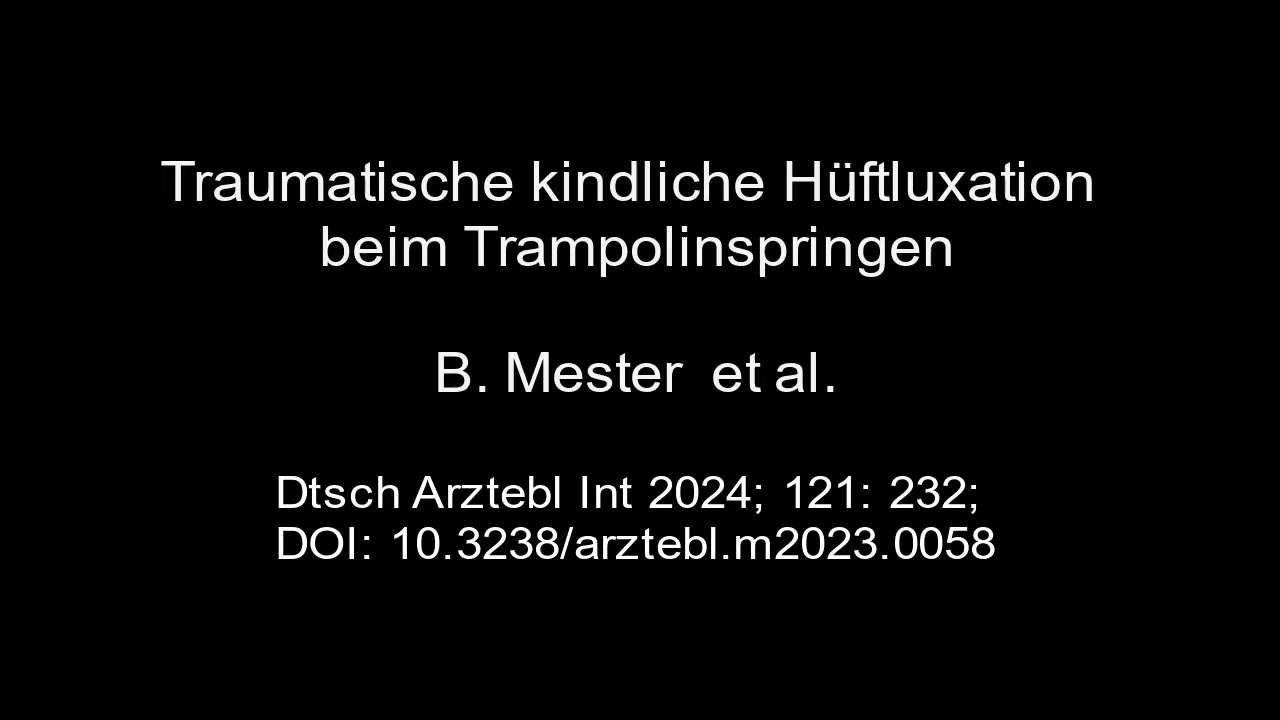 Traumatische kindliche Hüftluxation
beim Trampolinspringen
B. Mester et al.
Dtsch Arztebl Int 2024; 121: 232;
DOI: 10.3238/arztebl.m2023.0058